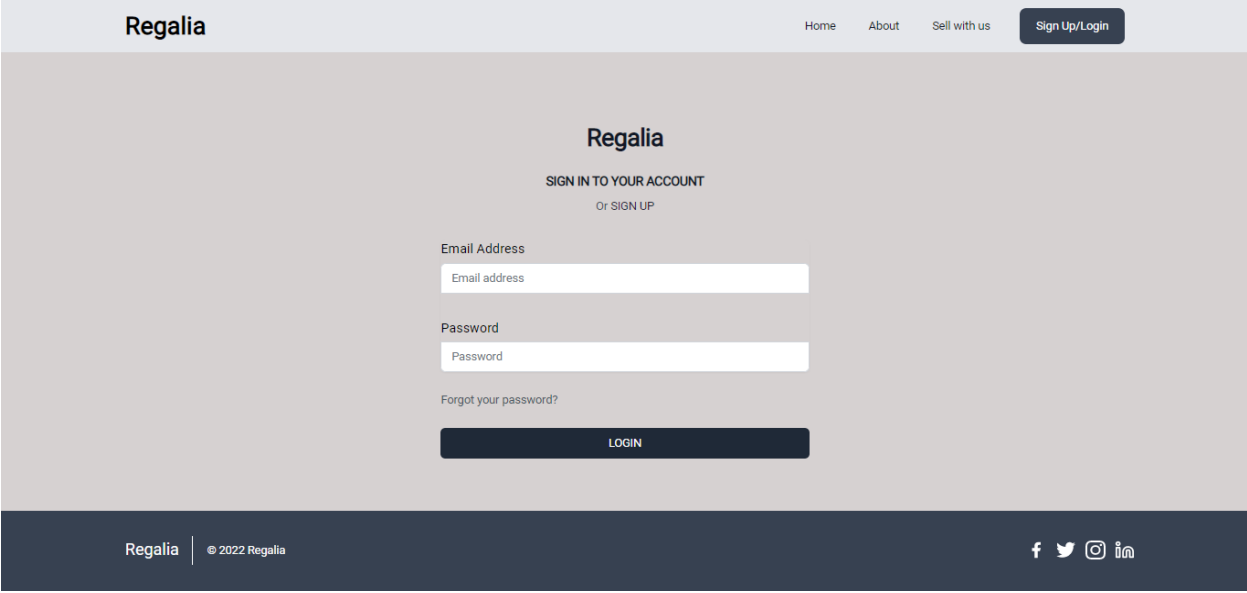 Regalia Home About Sell with us Sign Up/Login
Regalia
SIGN IN TO YOUR ACCOUNT
Or SIGN UP
Email Address
Email address
Password
Password
Forgot your password?
LOGIN
Regalia © 2022 Regalia